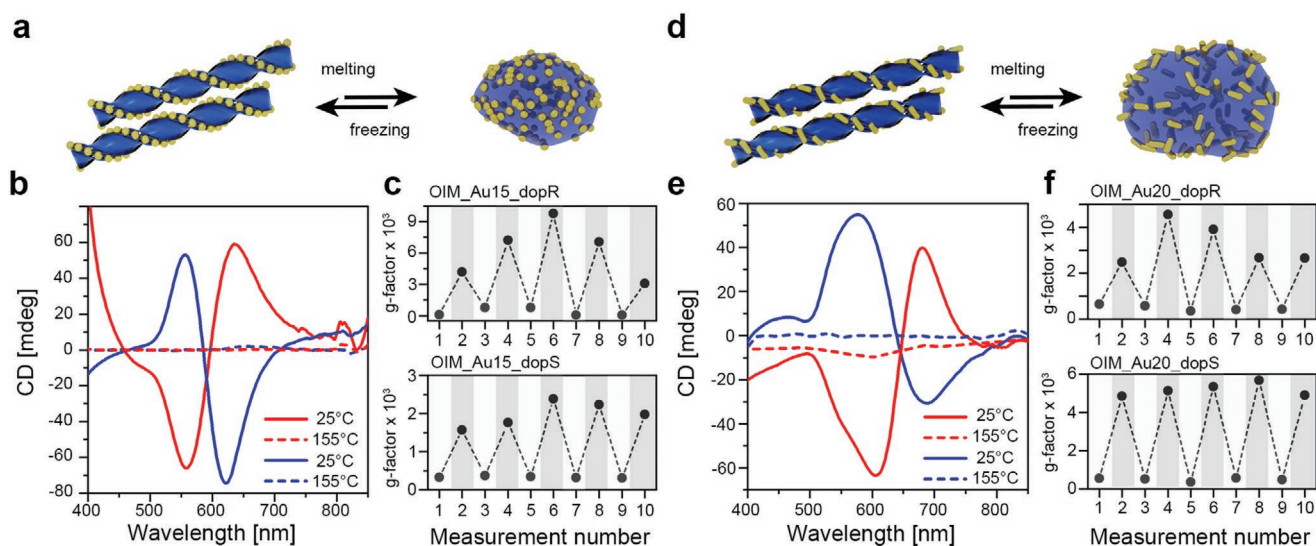 a
melting
freezing
d
melting
freezing
b
CD [mdeg]
60
40
20
0
-20
-40
-60
-80
400 500 600 700 800
Wavelength [nm]
25°C
155°C
25°C
155°C
c
OIM_Au15_dopR
g-factor x 10³
9
6
3
0
1 2 3 4 5 6 7 8 9 10
OIM_Au15_dopS
g-factor x 10³
3
2
1
0
1 2 3 4 5 6 7 8 9 10
Measurement number
e
CD [mdeg]
60
40
20
0
-20
-40
-60
400 500 600 700 800
Wavelength [nm]
25°C
155°C
25°C
155°C
f
OIM_Au20_dopR
g-factor x 10³
4
2
0
1 2 3 4 5 6 7 8 9 10
OIM_Au20_dopS
g-factor x 10³
6
4
2
0
1 2 3 4 5 6 7 8 9 10
Measurement number